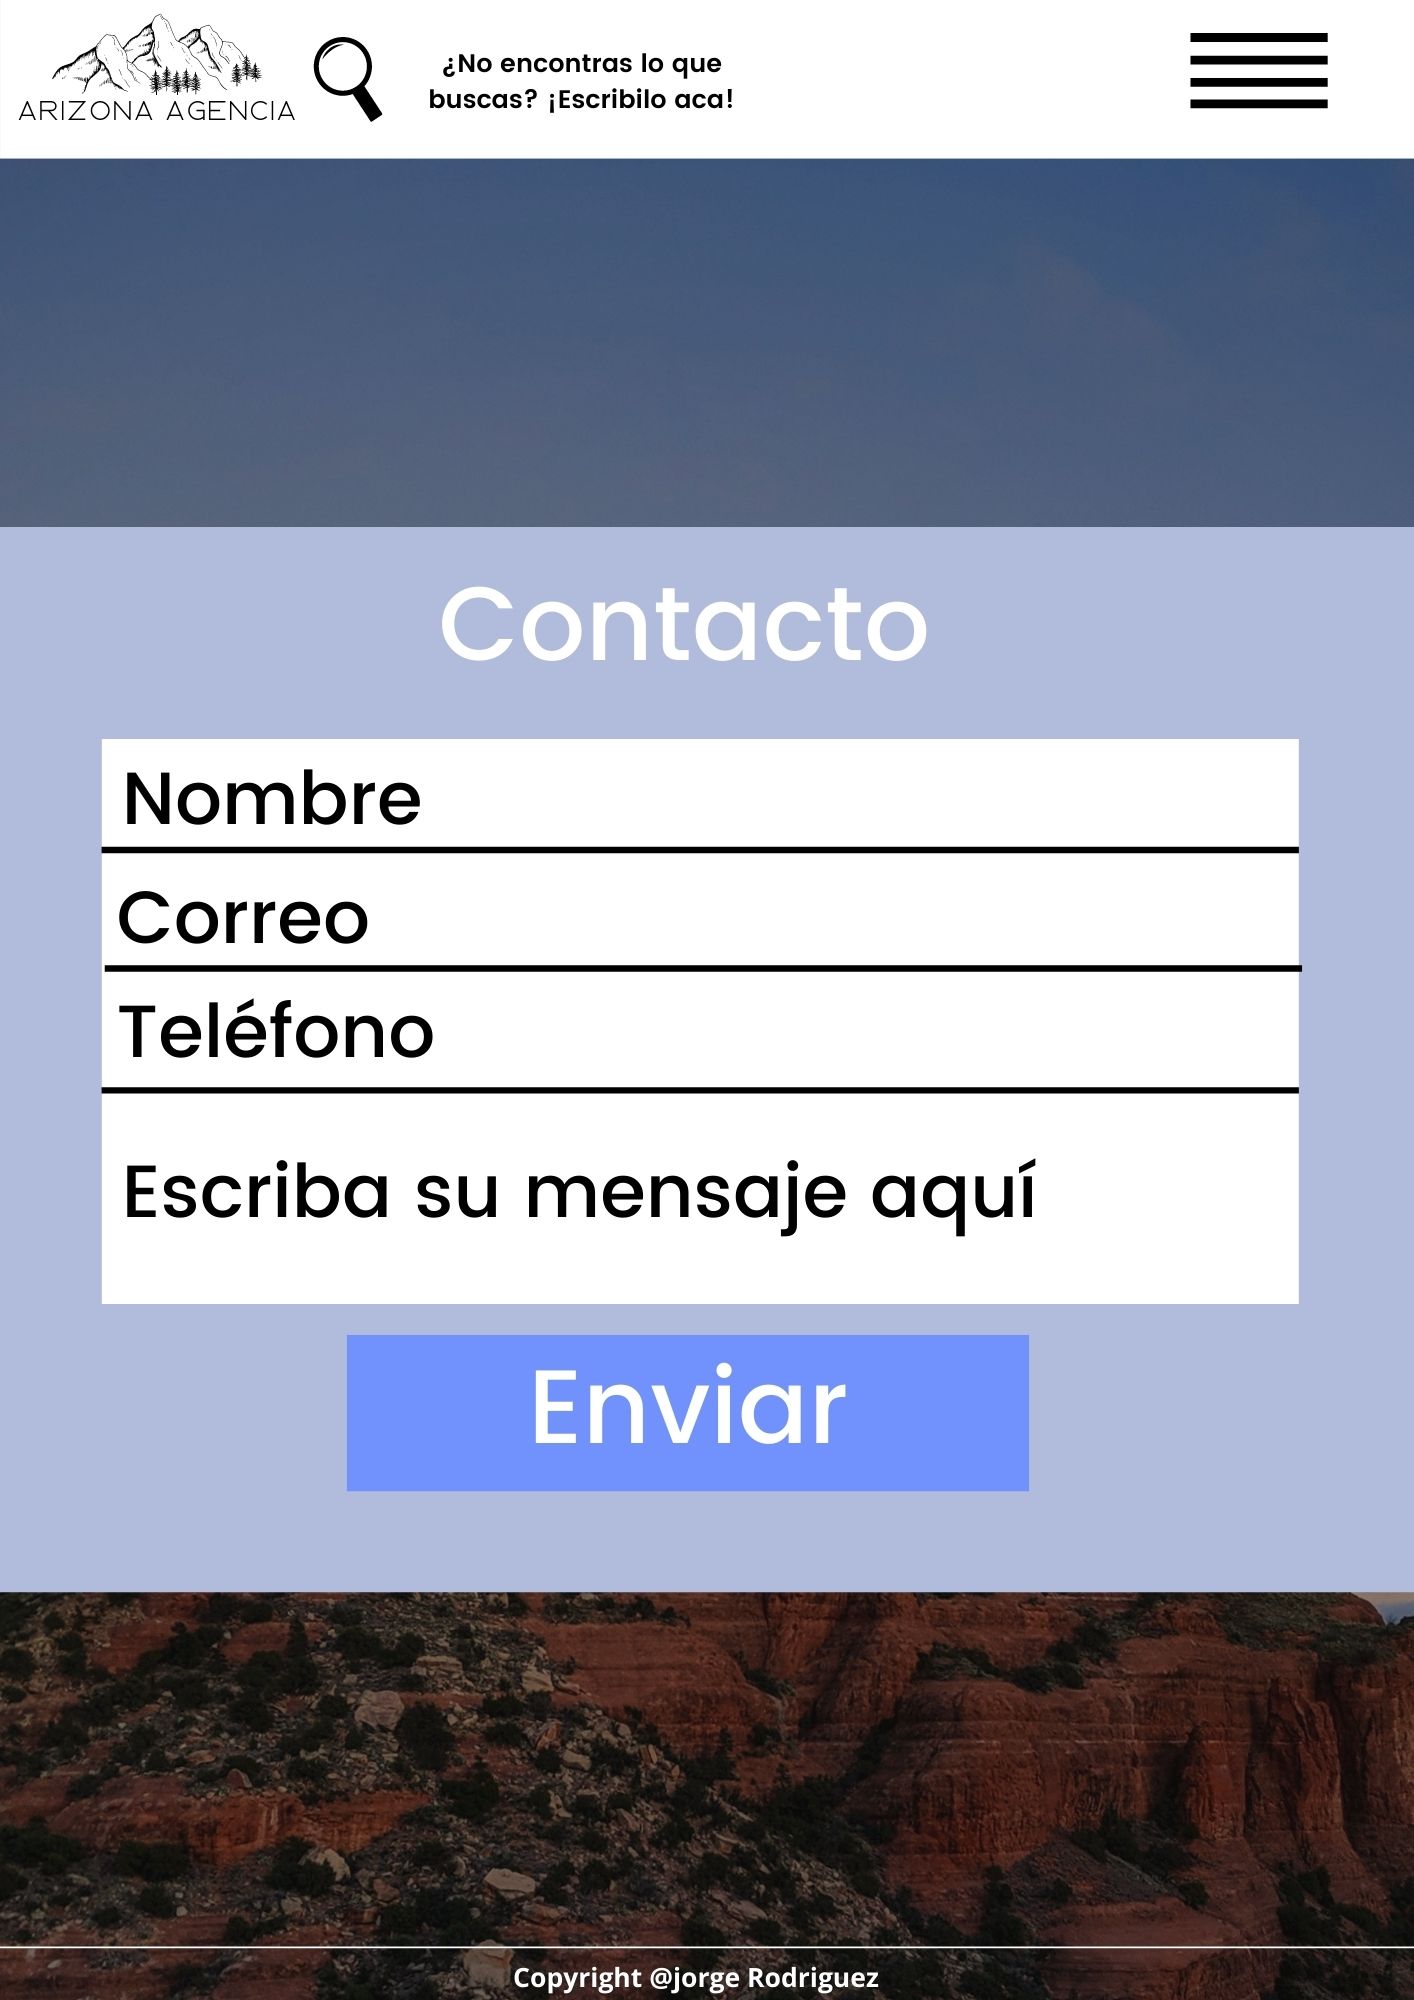 ARIZONA AGENCIA
¿No encontras lo que
buscas? ¡Escribilo aca!
Contacto
Nombre
Correo
Teléfono
Escriba su mensaje aquí
Enviar
Copyright @jorge Rodriguez